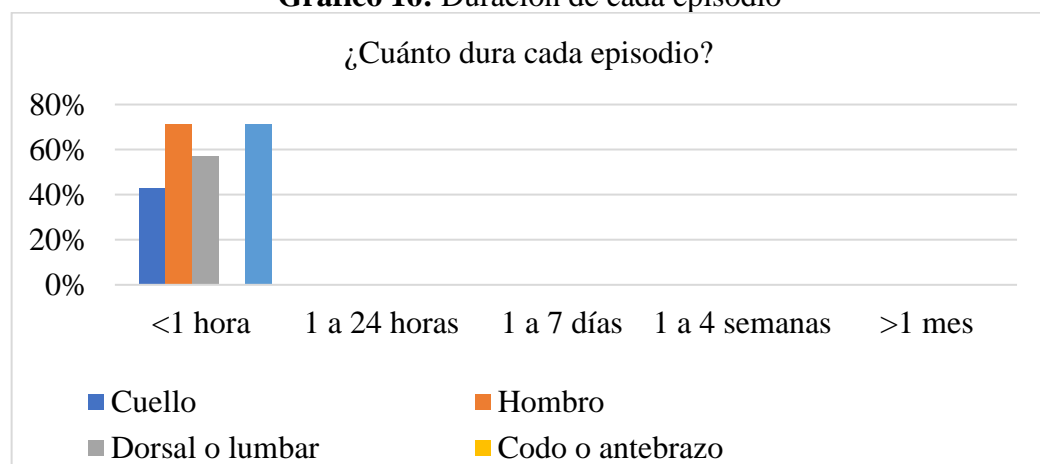 Gráfico 16: Duración de cada episodio
¿Cuánto dura cada episodio?
80%
60%
40%
20%
0%
<1 hora 1 a 24 horas 1 a 7 días 1 a 4 semanas >1 mes
Cuello Hombro
Dorsal o lumbar Codo o antebrazo